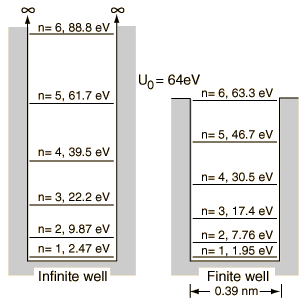 ∞ ∞
n= 6, 88.8 eV
n= 5, 61.7 eV
n= 4, 39.5 eV
n= 3, 22.2 eV
n= 2, 9.87 eV
n= 1, 2.47 eV
Infinite well
U₀ = 64eV
n= 6, 63.3 eV
n= 5, 46.7 eV
n= 4, 30.5 eV
n= 3, 17.4 eV
n= 2, 7.76 eV
n= 1, 1.95 eV
Finite well
0.39 nm